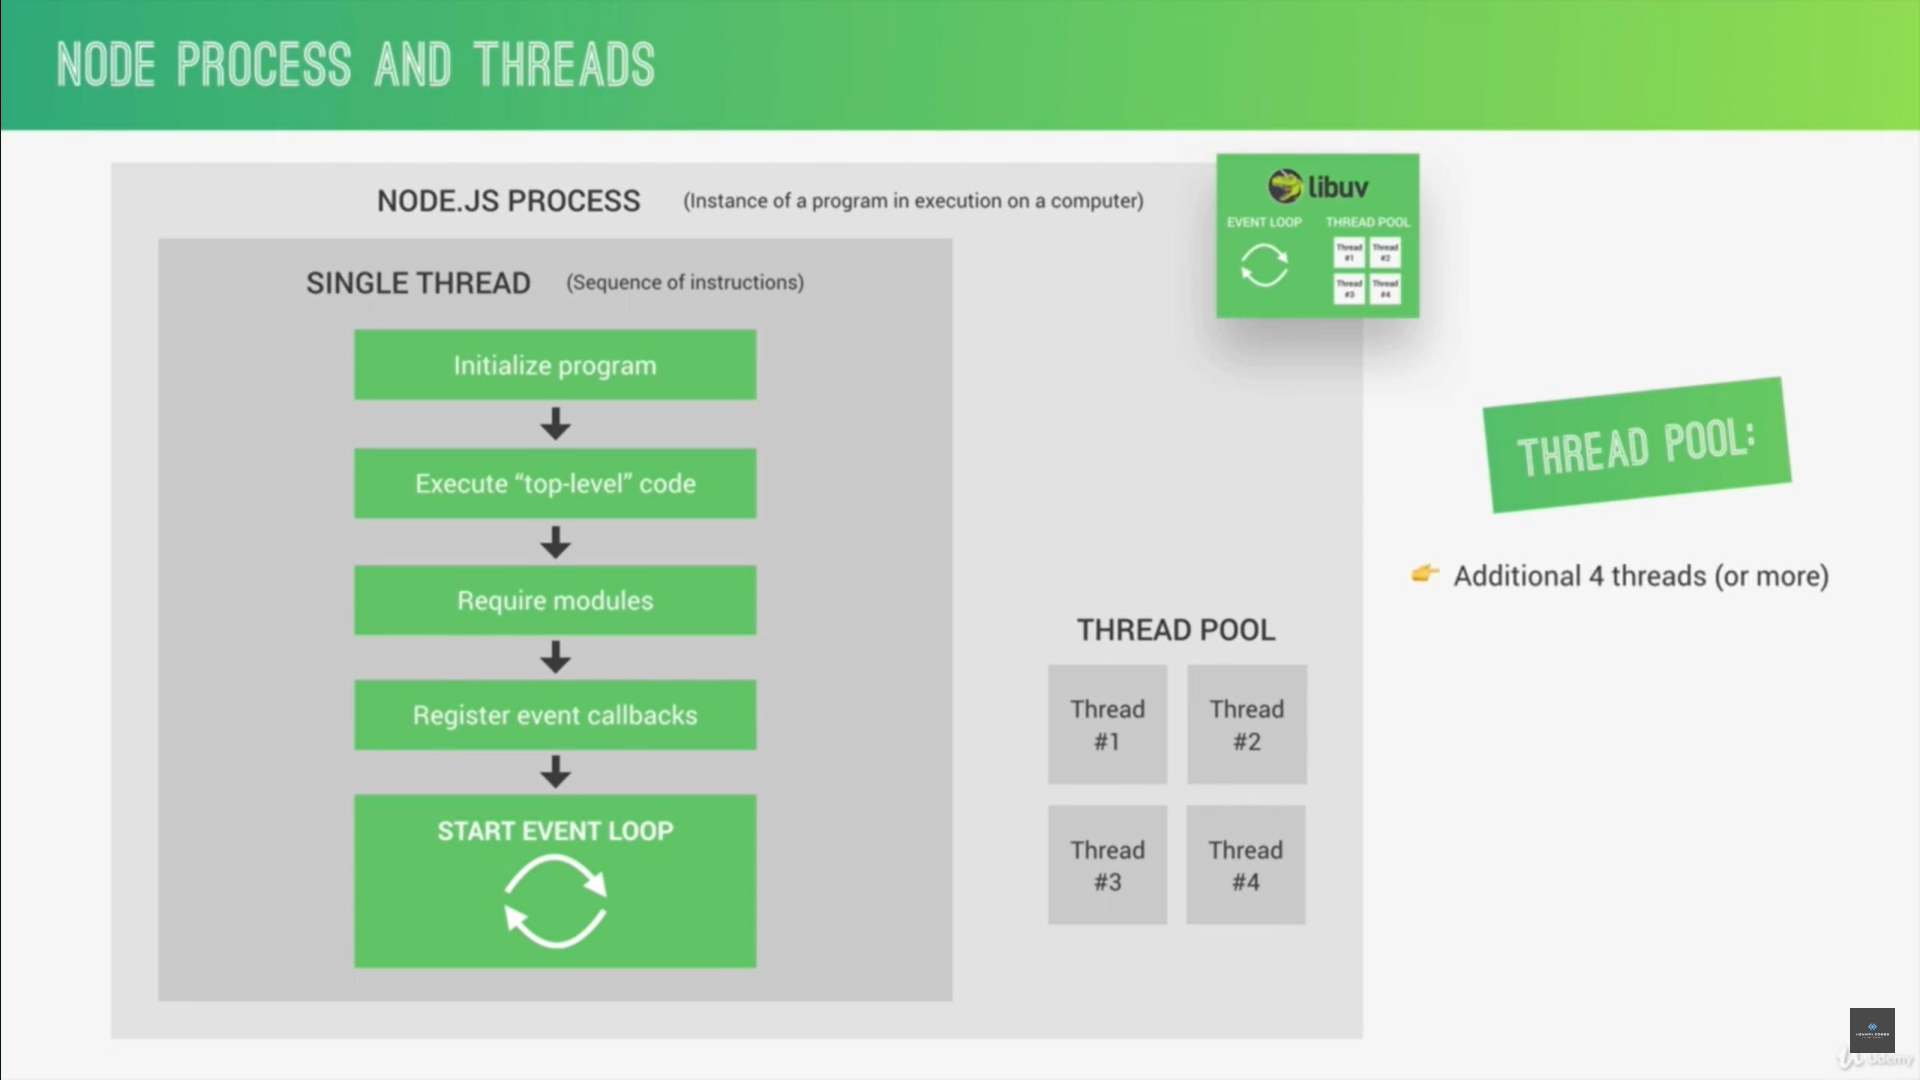 NODE PROCESS AND THREADS
NODE.JS PROCESS (Instance of a program in execution on a computer)
libuv
EVENT LOOP THREAD POOL
Thread #1
Thread #2
Thread #3
Thread #4
SINGLE THREAD (Sequence of instructions)
Initialize program
Execute “top-level” code
Require modules
Register event callbacks
START EVENT LOOP
THREAD POOL
Thread
#1
Thread
#2
Thread
#3
Thread
#4
THREAD POOL:
👉 Additional 4 threads (or more)
Udemy